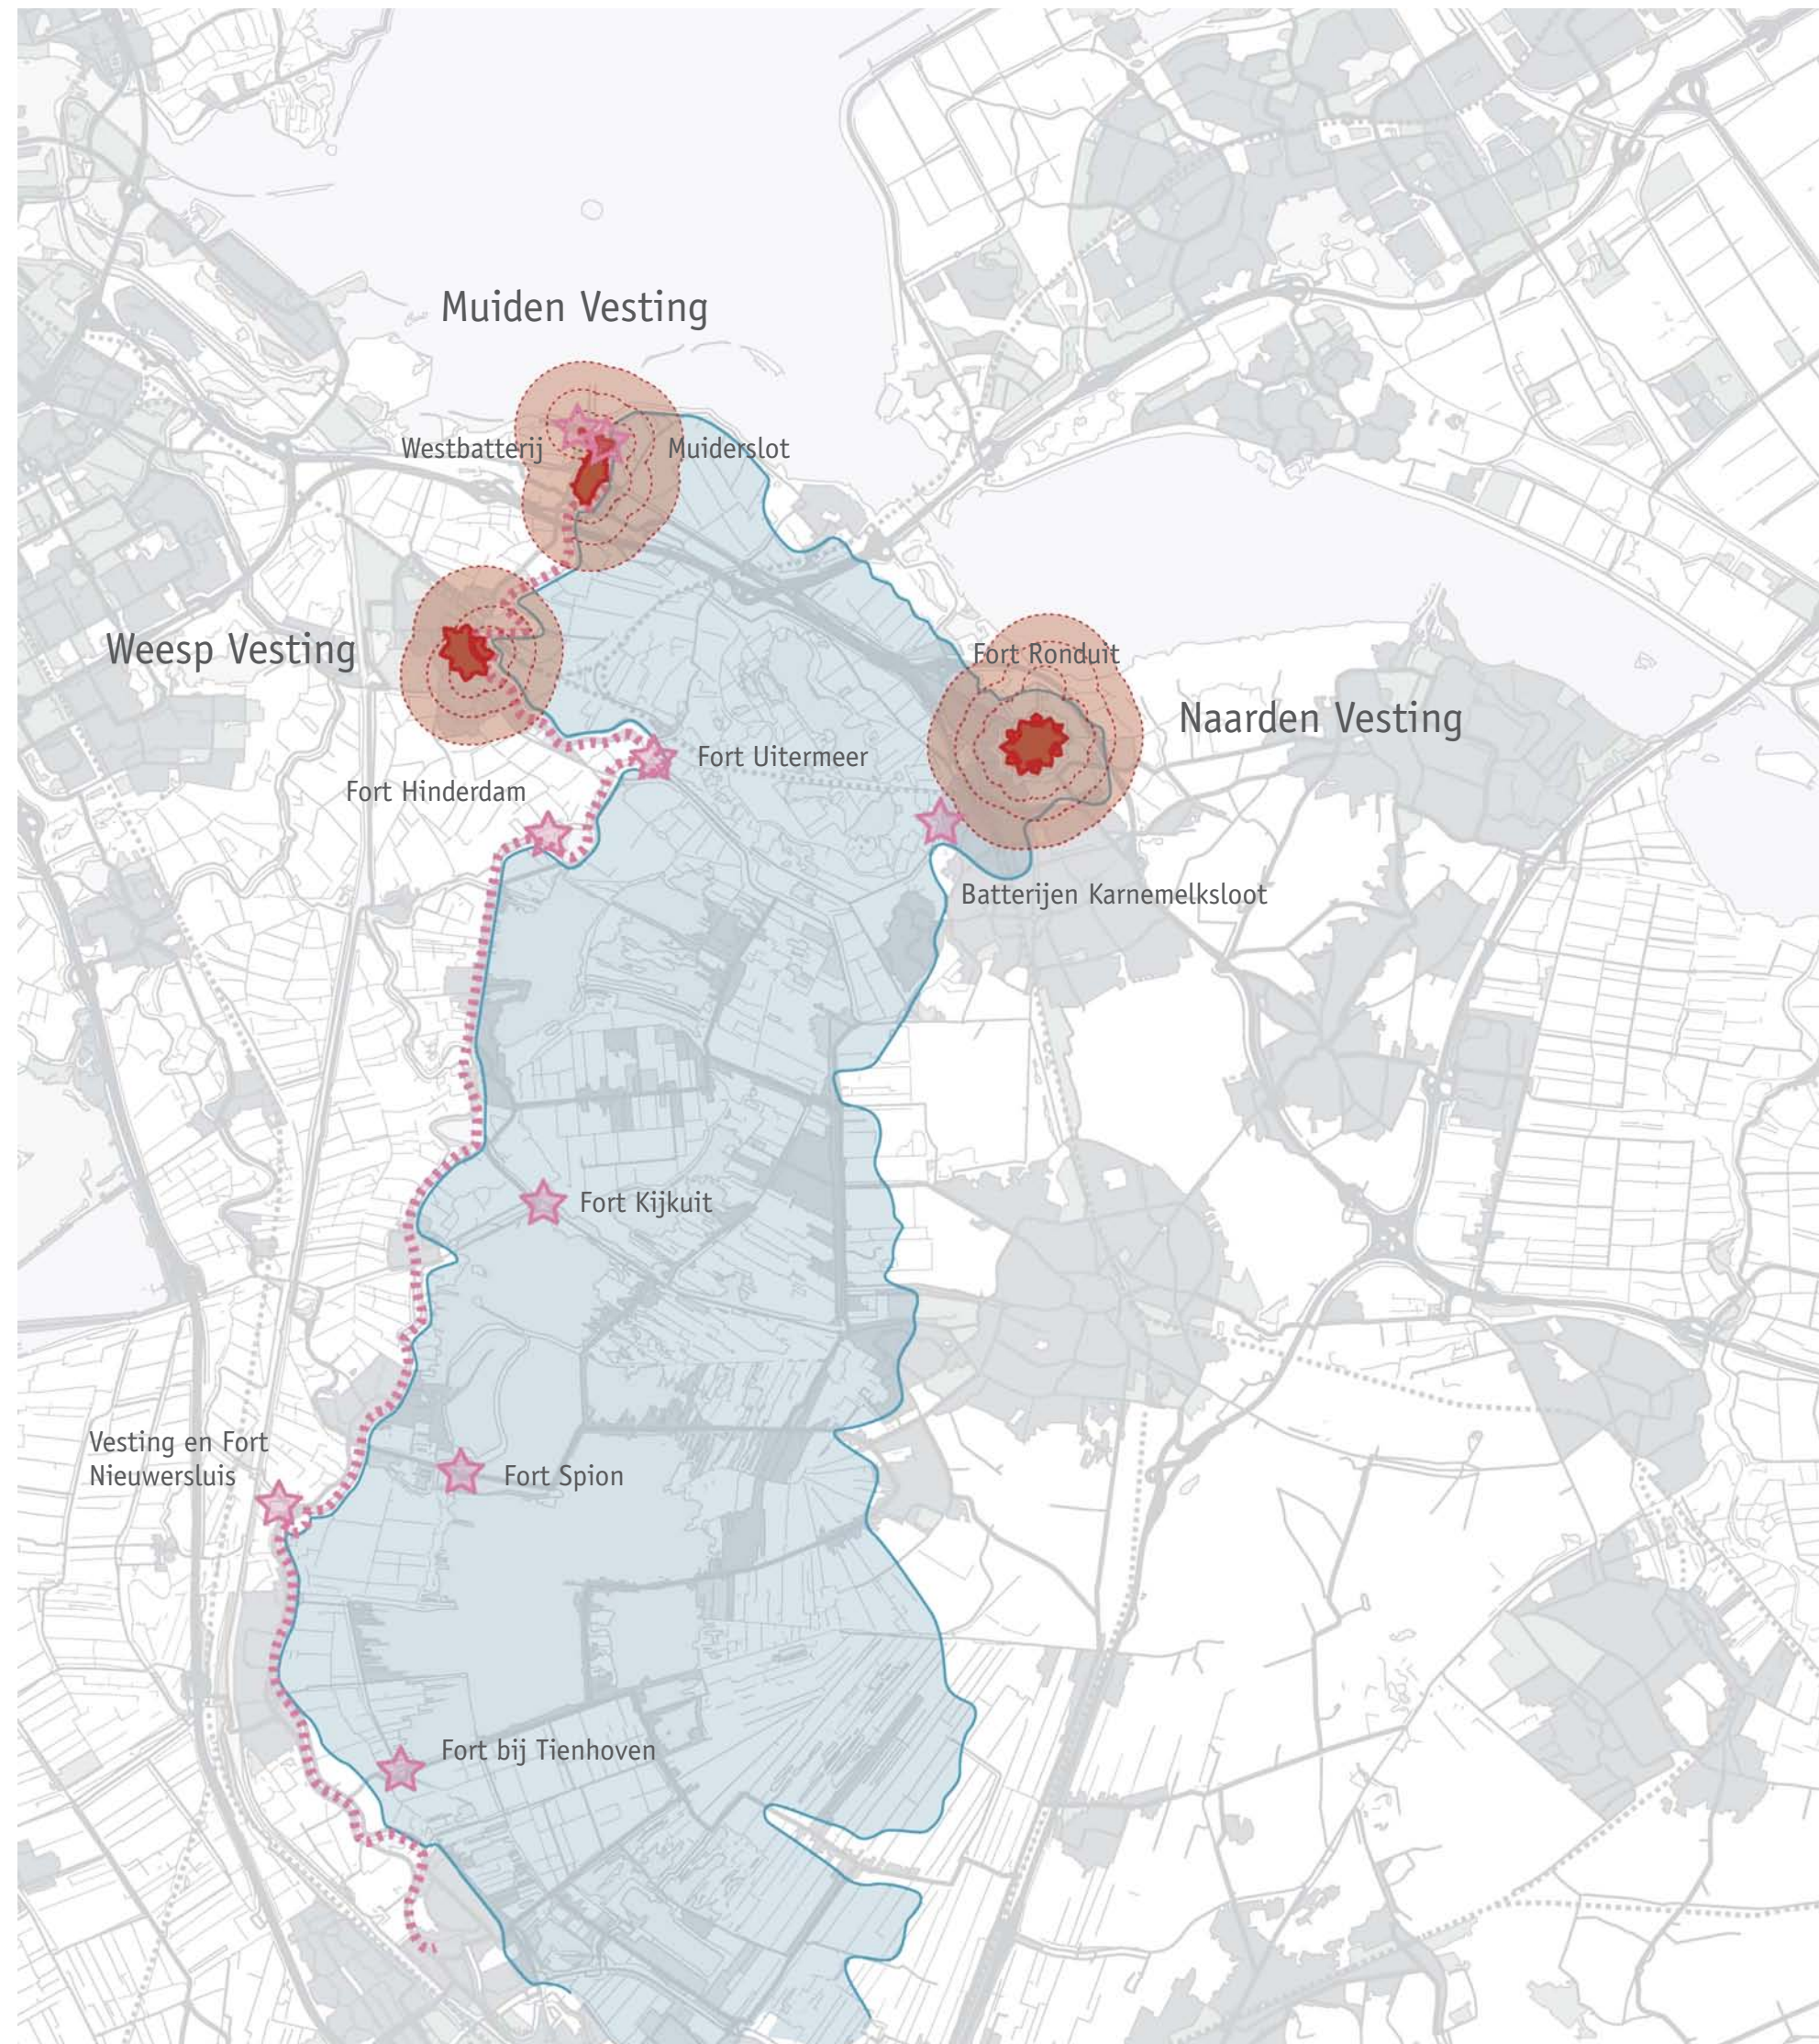 Muiden Vesting
Westbatterij
Muiderslot
Weesp Vesting
Fort Ronduit
Naarden Vesting
Fort Uitermeer
Fort Hinderdam
Batterijen Karnemelksloot
Fort Kijkuit
Vesting en Fort
Nieuwersluis
Fort Spion
Fort bij Tienhoven